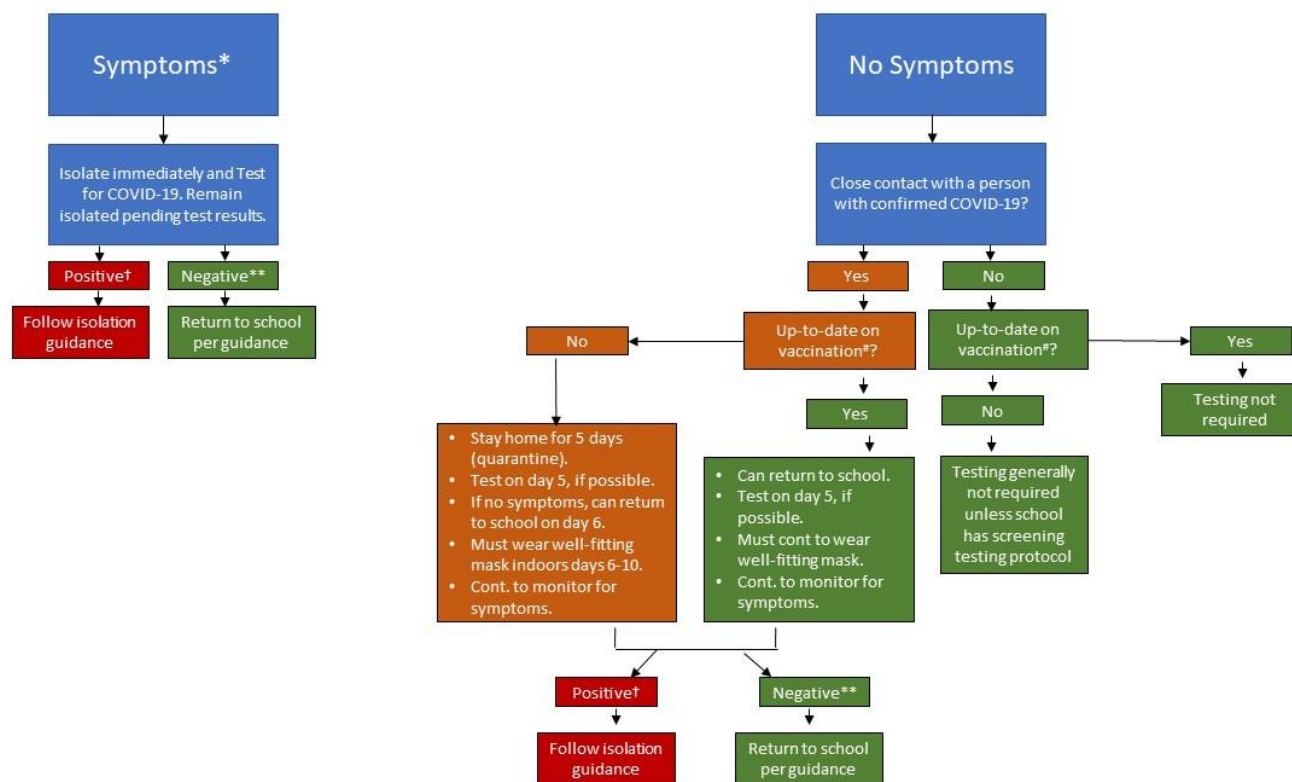 Symptoms*
Isolate immediately and Test
for COVID-19. Remain
isolated pending test results.
Positive†
Negative**
Follow isolation
guidance
Return to school
per guidance
No Symptoms
Close contact with a person
with confirmed COVID-19?
Yes
No
Up-to-date on
vaccination#?
Up-to-date on
vaccination#?
No
Yes
Yes
No
Testing not
required
• Stay home for 5 days
(quarantine).
• Test on day 5, if possible.
• If no symptoms, can return
to school on day 6.
• Must wear well-fitting
mask indoors days 6-10.
• Cont. to monitor for
symptoms.
• Can return to school.
• Test on day 5, if
possible.
• Must cont to wear
well-fitting mask.
• Cont. to monitor for
symptoms.
Testing generally
not required
unless school
has screening
testing protocol
Positive†
Negative**
Follow isolation
guidance
Return to school
per guidance